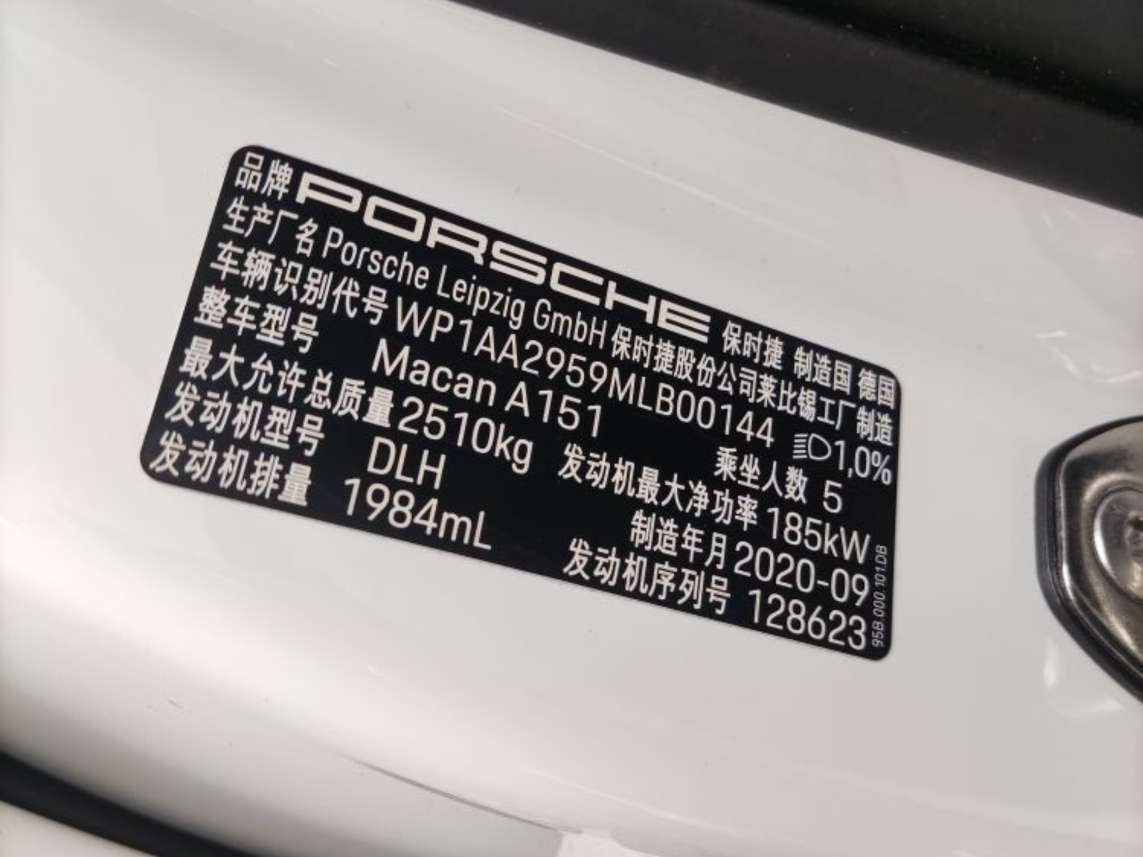 品牌 PORSCHE 保时捷 制造国 德国
生产厂名 Porsche Leipzig GmbH 保时捷股份公司莱比锡工厂制造
车辆识别代号 WP1AA2959MLB00144 1,0%
整车型号 Macan A151 乘坐人数 5
最大允许总质量 2510kg 发动机最大净功率 185kW
发动机型号 DLH 制造年月 2020-09
发动机排量 1984mL 发动机序列号 128623
95B.000.101.DB